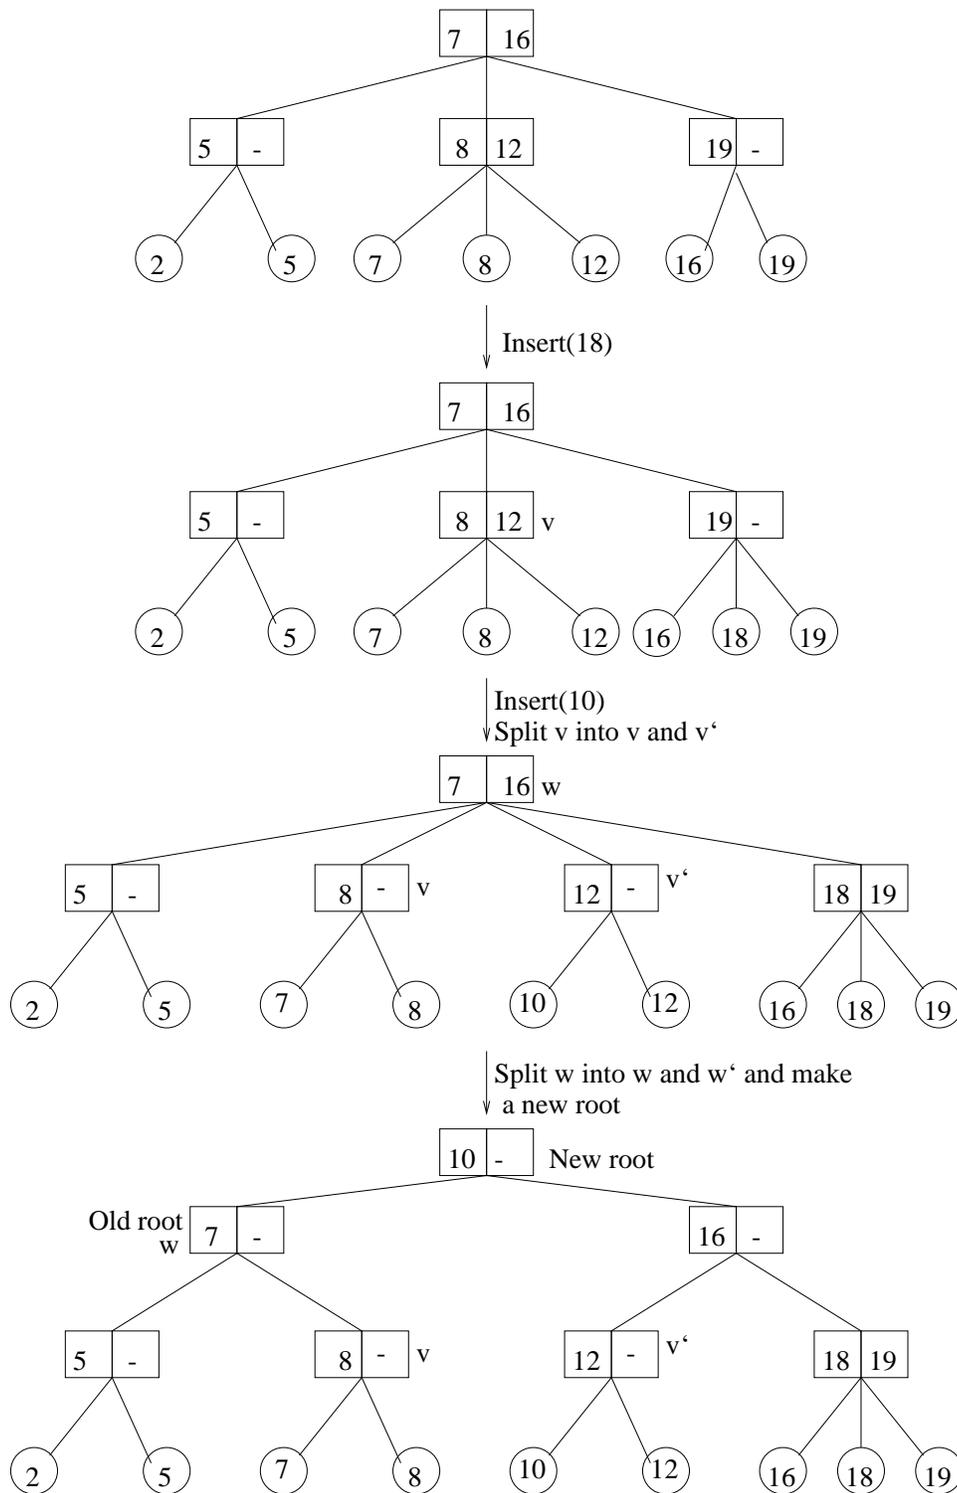 7 16
5 - 8 12 19 -
2 5 7 8 12 16 19
Insert(18)
7 16
5 - 8 12 v 19 -
2 5 7 8 12 16 18 19
Insert(10)
Split v into v and v‘
7 16 w
5 - 8 - v 12 - v‘ 18 19
2 5 7 8 10 12 16 18 19
Split w into w and w‘ and make
a new root
10 - New root
Old root
w 7 - 16 -
5 - 8 - v 12 - v‘ 18 19
2 5 7 8 10 12 16 18 19